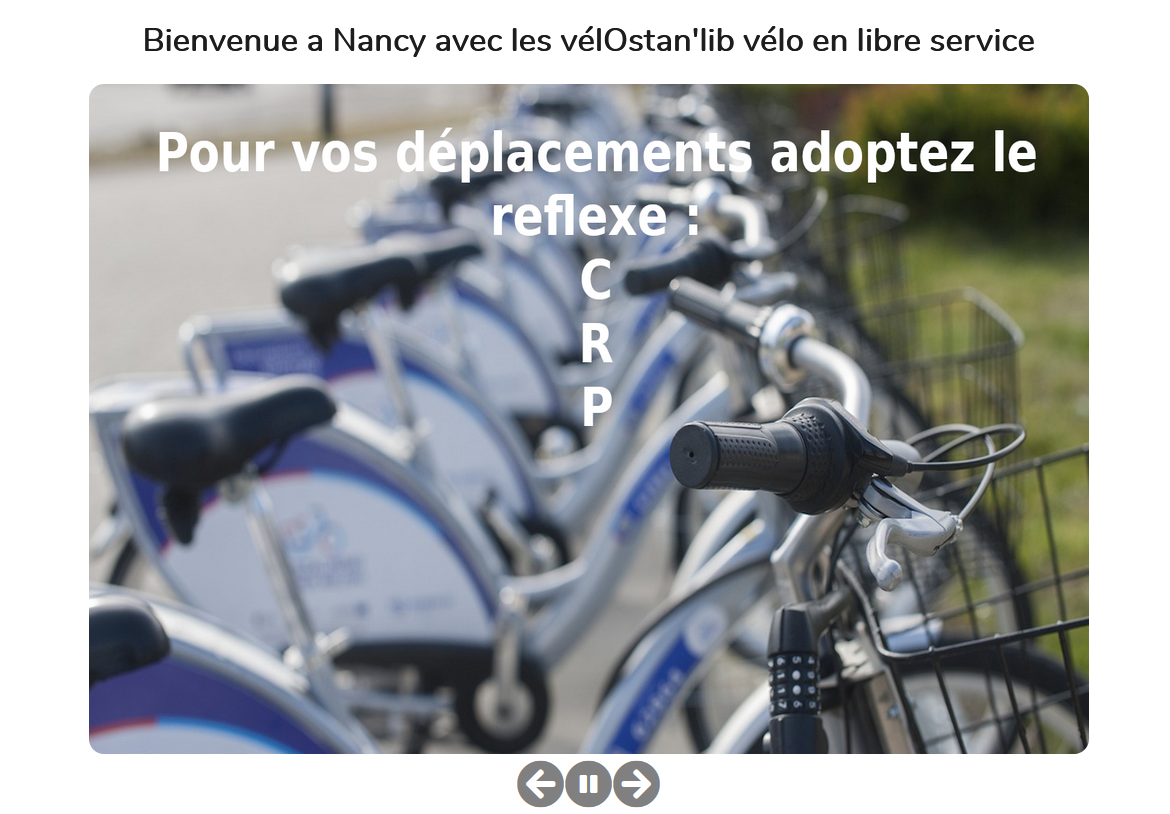 Bienvenue a Nancy avec les vélOstan'lib vélo en libre service
Pour vos déplacements adoptez le
reflexe :
C
R
P